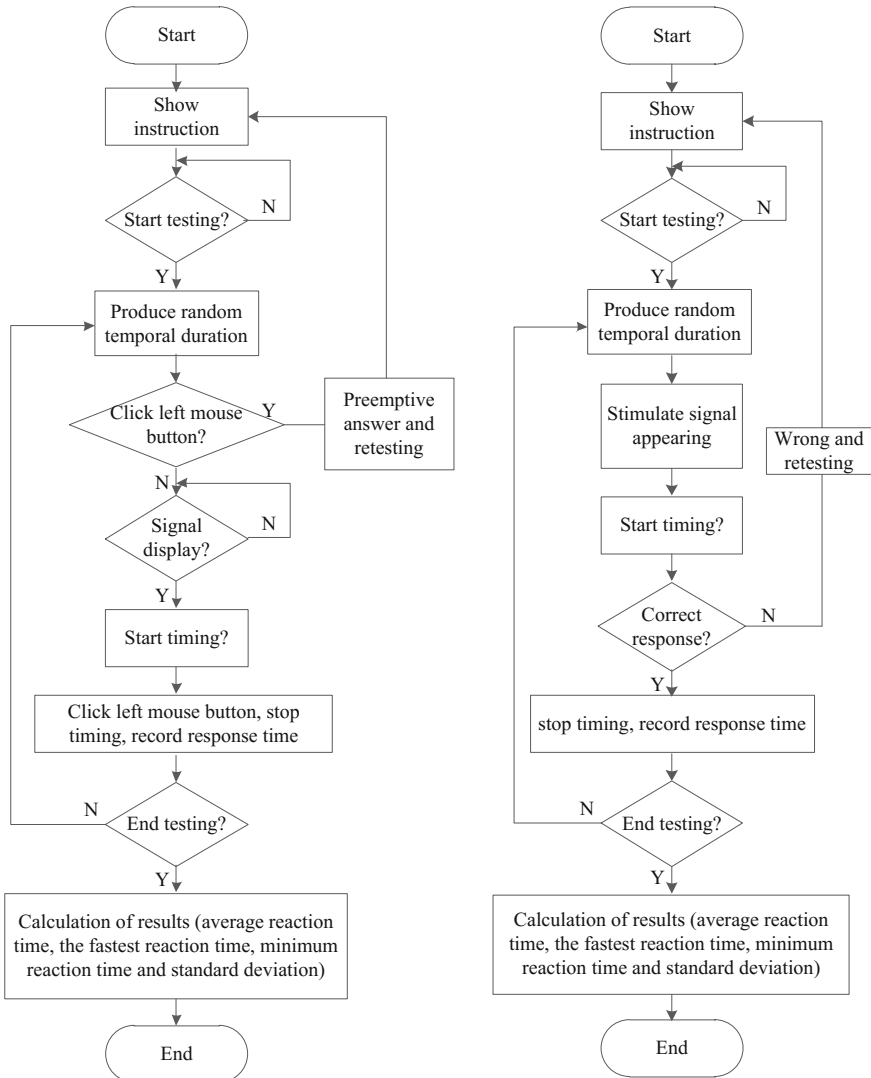 Start
Show
instruction
Start testing?
N
Y
Produce random
temporal duration
Click left mouse
button?
Y
Preemptive
answer and
retesting
N
Signal
display?
N
Y
Start timing?
Click left mouse button, stop
timing, record response time
End testing?
N
Y
Calculation of results (average reaction
time, the fastest reaction time, minimum
reaction time and standard deviation)
End
Start
Show
instruction
Start testing?
N
Y
Produce random
temporal duration
Stimulate signal
appearing
Wrong and
retesting
Start timing?
Correct
response?
N
Y
stop timing, record response time
End testing?
N
Y
Calculation of results (average reaction
time, the fastest reaction time, minimum
reaction time and standard deviation)
End